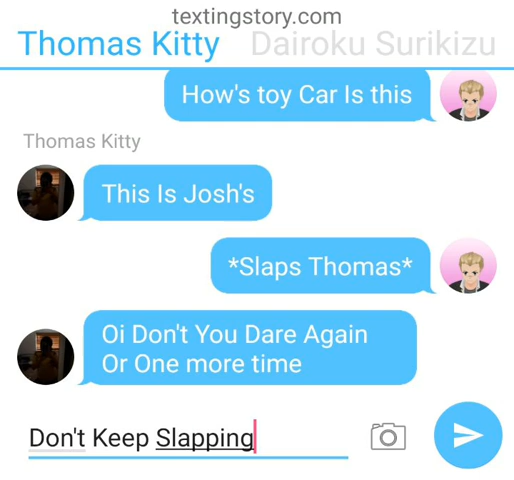 textingstory.com
Thomas Kitty Dairoku Surikizu
How's toy Car Is this
Thomas Kitty
This Is Josh's
*Slaps Thomas*
Oi Don't You Dare Again
Or One more time
Don't Keep Slapping